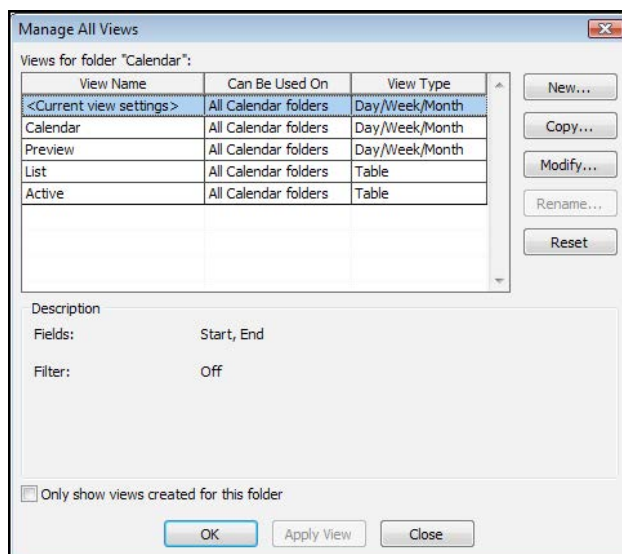 Manage All Views
Views for folder "Calendar":
View Name Can Be Used On View Type
<Current view settings> All Calendar folders Day/Week/Month
Calendar All Calendar folders Day/Week/Month
Preview All Calendar folders Day/Week/Month
List All Calendar folders Table
Active All Calendar folders Table
New...
Copy...
Modify...
Rename...
Reset
Description
Fields: Start, End
Filter: Off
Only show views created for this folder
OK Apply View Close